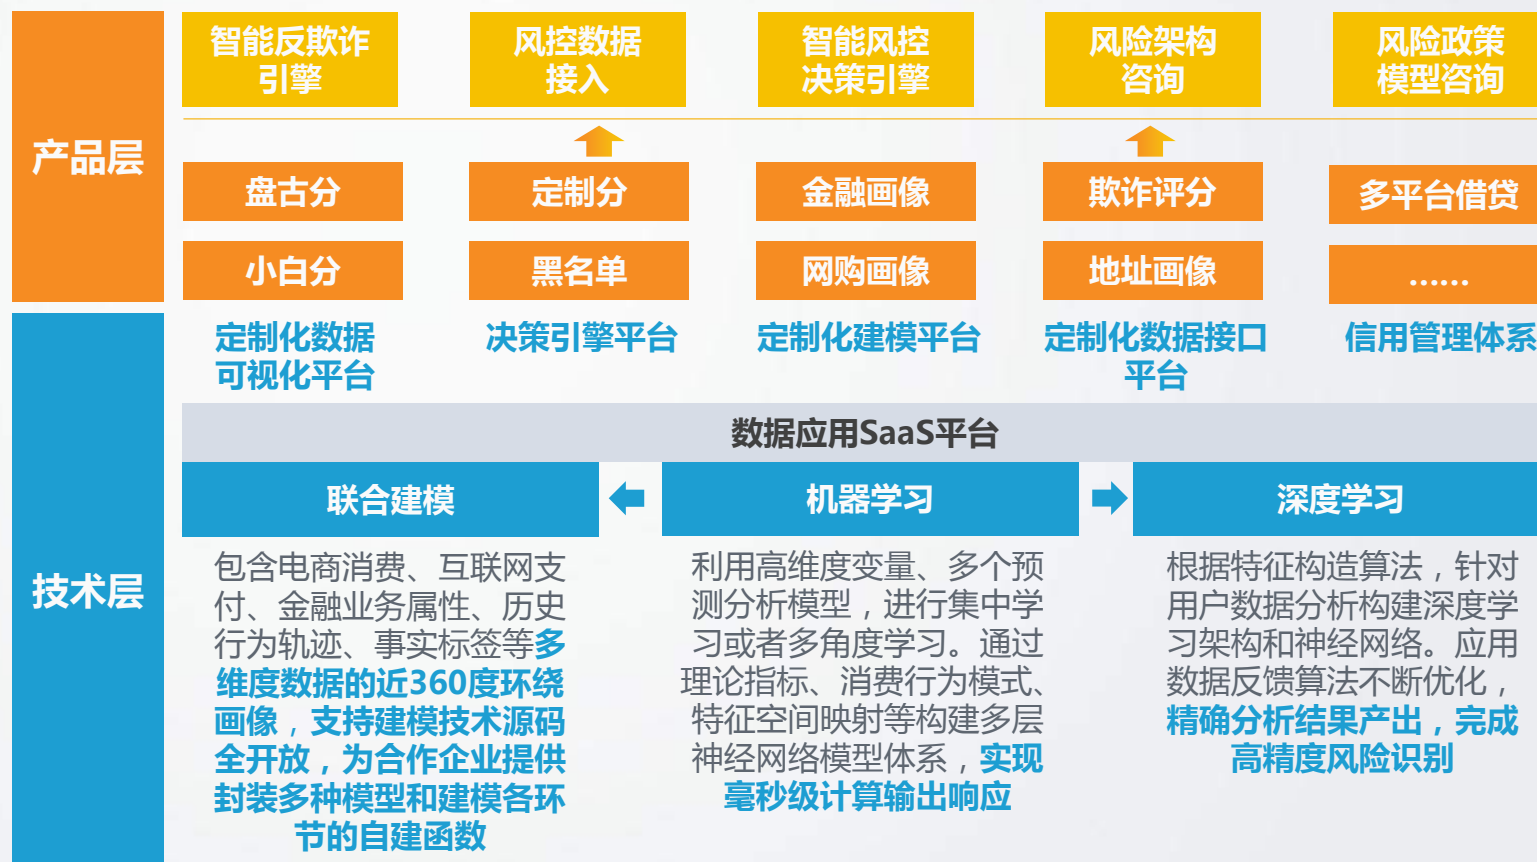 产品层
智能反欺诈
引擎
风控数据
接入
智能风控
决策引擎
风险架构
咨询
风险政策
模型咨询
盘古分
定制分
金融画像
欺诈评分
多平台借贷
小白分
黑名单
网购画像
地址画像
……
技术层
定制化数据
可视化平台
决策引擎平台
定制化建模平台
定制化数据接口
平台
信用管理体系
数据应用SaaS平台
联合建模
机器学习
深度学习
包含电商消费、互联网支
付、金融业务属性、历史
行为轨迹、事实标签等多
维度数据的近360度环绕
画像，支持建模技术源码
全开放，为合作企业提供
封装多种模型和建模各环
节的自建函数
利用高维度变量、多个预
测分析模型，进行集中学
习或者多角度学习。通过
理论指标、消费行为模式、
特征空间映射等构建多层
神经网络模型体系，实现
毫秒级计算输出响应
根据特征构造算法，针对
用户数据分析构建深度学
习架构和神经网络。应用
数据反馈算法不断优化，
精确分析结果产出，完成
高精度风险识别